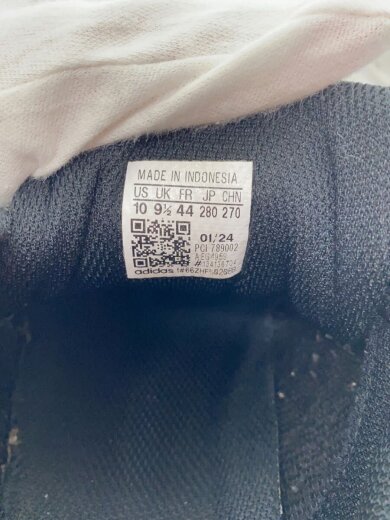 MADE IN INDONESIA
US UK FR JP CHN
10 9½ 44 280 270
01/24
PCI 789002
adidas